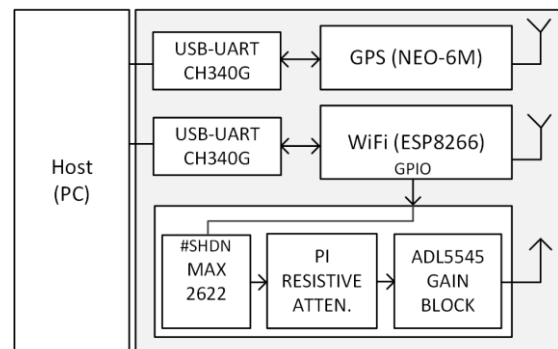 Host
(PC)
USB-UART
CH340G
GPS (NEO-6M)
USB-UART
CH340G
WiFi (ESP8266)
GPIO
#SHDN
MAX
2622
PI
RESISTIVE
ATTEN.
ADL5545
GAIN
BLOCK